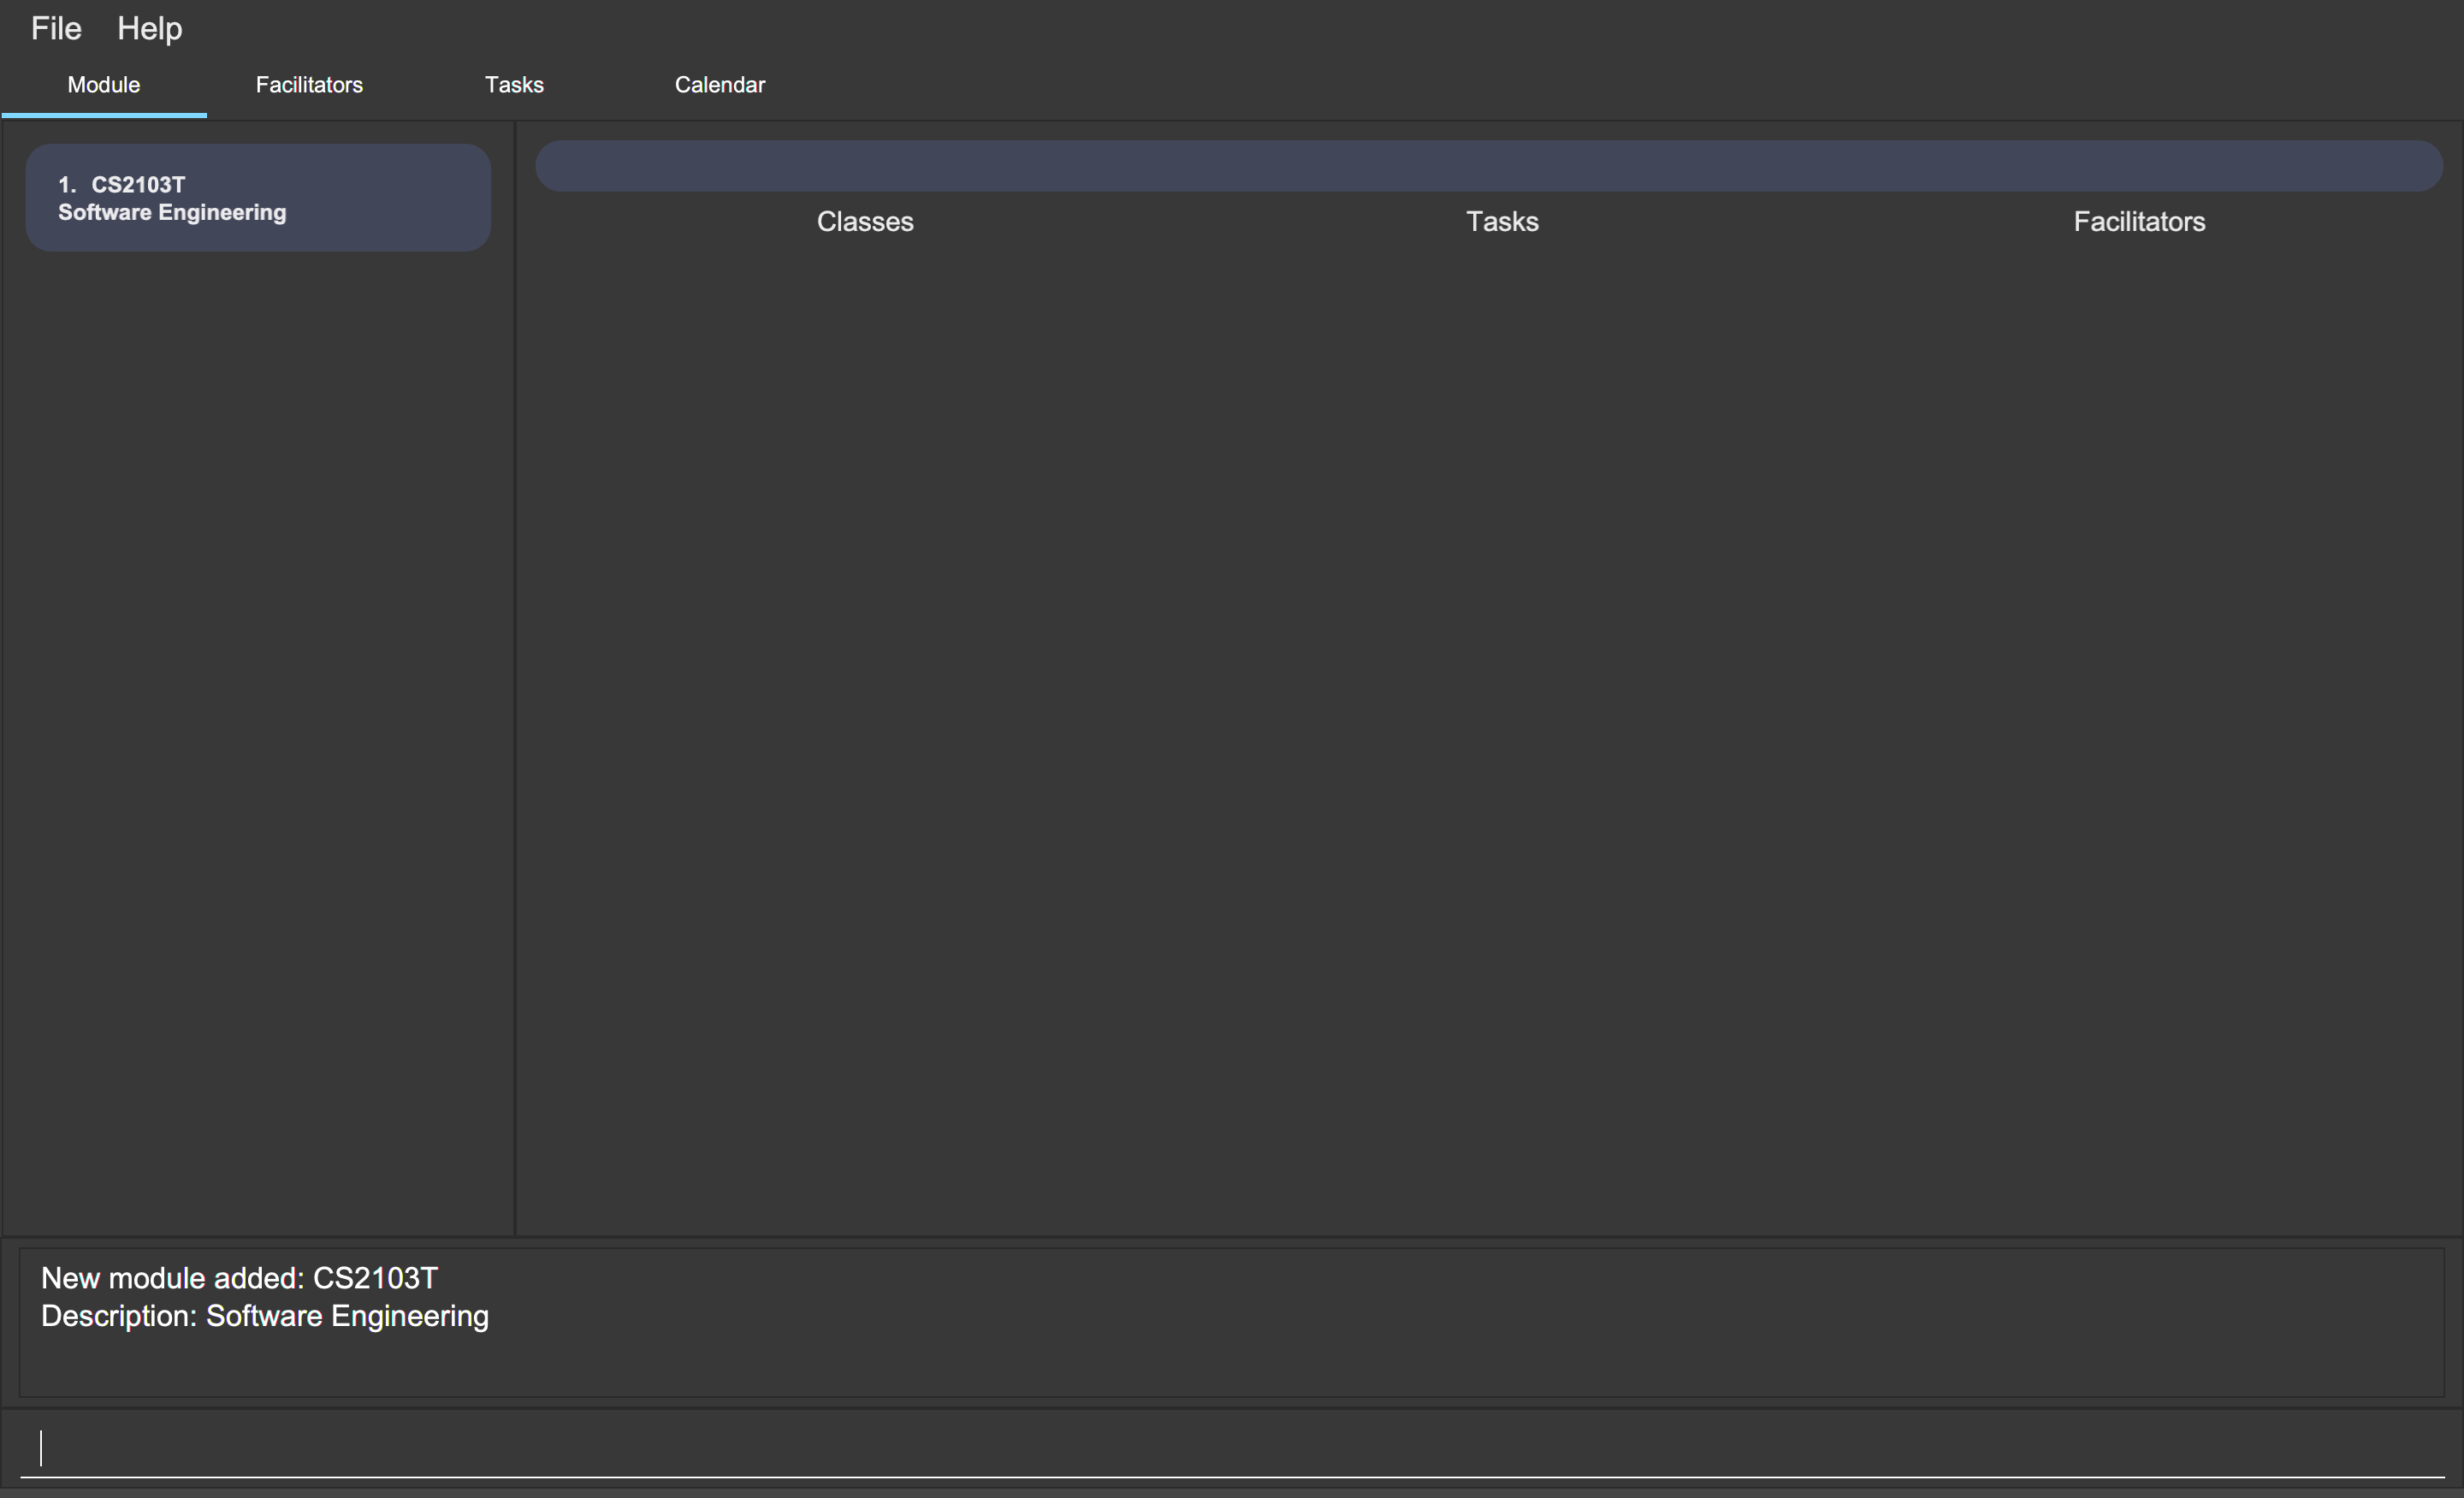 File Help
Module Facilitators Tasks Calendar
1. CS2103T
Software Engineering
Classes Tasks Facilitators
New module added: CS2103T
Description: Software Engineering